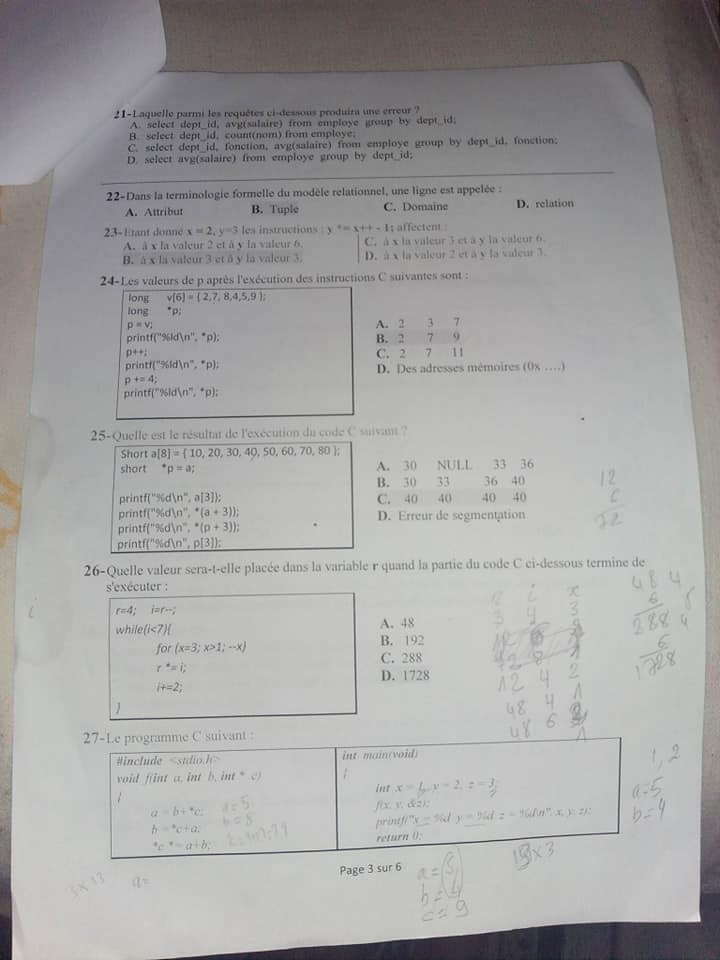 21-Laquelle parmi les requêtes ci-dessous produira une erreur ?
A. select dept_id, avg(salaire) from employe group by dept_id;
B. select dept_id, count(nom) from employe;
C. select dept_id, fonction, avg(salaire) from employe group by dept_id, fonction;
D. select avg(salaire) from employe group by dept_id;
22-Dans la terminologie formelle du modèle relationnel, une ligne est appelée :
A. Attribut B. Tuple C. Domaine D. relation
23-Etant donné x = 2, y=3 les instructions : y *= x++ - 1; affectent :
A. à x la valeur 2 et à y la valeur 6. C. à x la valeur 3 et à y la valeur 6.
B. à x la valeur 3 et à y la valeur 3. D. à x la valeur 2 et à y la valeur 3.
24-Les valeurs de p après l'exécution des instructions C suivantes sont :
long v[6] = { 2,7, 8,4,5,9 };
long *p;
p = v;
printf("%ld\n", *p);
p++;
printf("%ld\n", *p);
p += 4;
printf("%ld\n", *p);
A. 2 3 7
B. 2 7 9
C. 2 7 11
D. Des adresses mémoires (0x ....)
25-Quelle est le résultat de l'exécution du code C suivant ?
Short a[8] = { 10, 20, 30, 40, 50, 60, 70, 80 };
short *p = a;
printf("%d\n", a[3]);
printf("%d\n", *(a + 3));
printf("%d\n", *(p + 3));
printf("%d\n", p[3]);
A. 30 NULL 33 36
B. 30 33 36 40
C. 40 40 40 40
D. Erreur de segmentation
12
6
72
26-Quelle valeur sera-t-elle placée dans la variable r quand la partie du code C ci-dessous termine de
s'exécuter :
r=4; i=r--;
while(i<7){
for (x=3; x>1; --x)
r *= i;
i+=2;
}
A. 48
B. 192
C. 288
D. 1728
i x
3 4 3
12 4 2
48 4 1
48 6
48 4
6
288
6
1728
27-Le programme C suivant :
#include <stdio.h>
void f(int a, int b, int * c)
{
a = b+*c;
b = *c+a;
*c *= a+b;
a=5
b=8
int main(void)
{
int x = 1, y = 2, z = 3;
f(x, y, &z);
printf("x = %d y = %d z = %d\n", x, y, z);
return 0;
1, 2
a=5
b=4
Page 3 sur 6
3 x 13
a=
a = 5
b = 4
c = 9